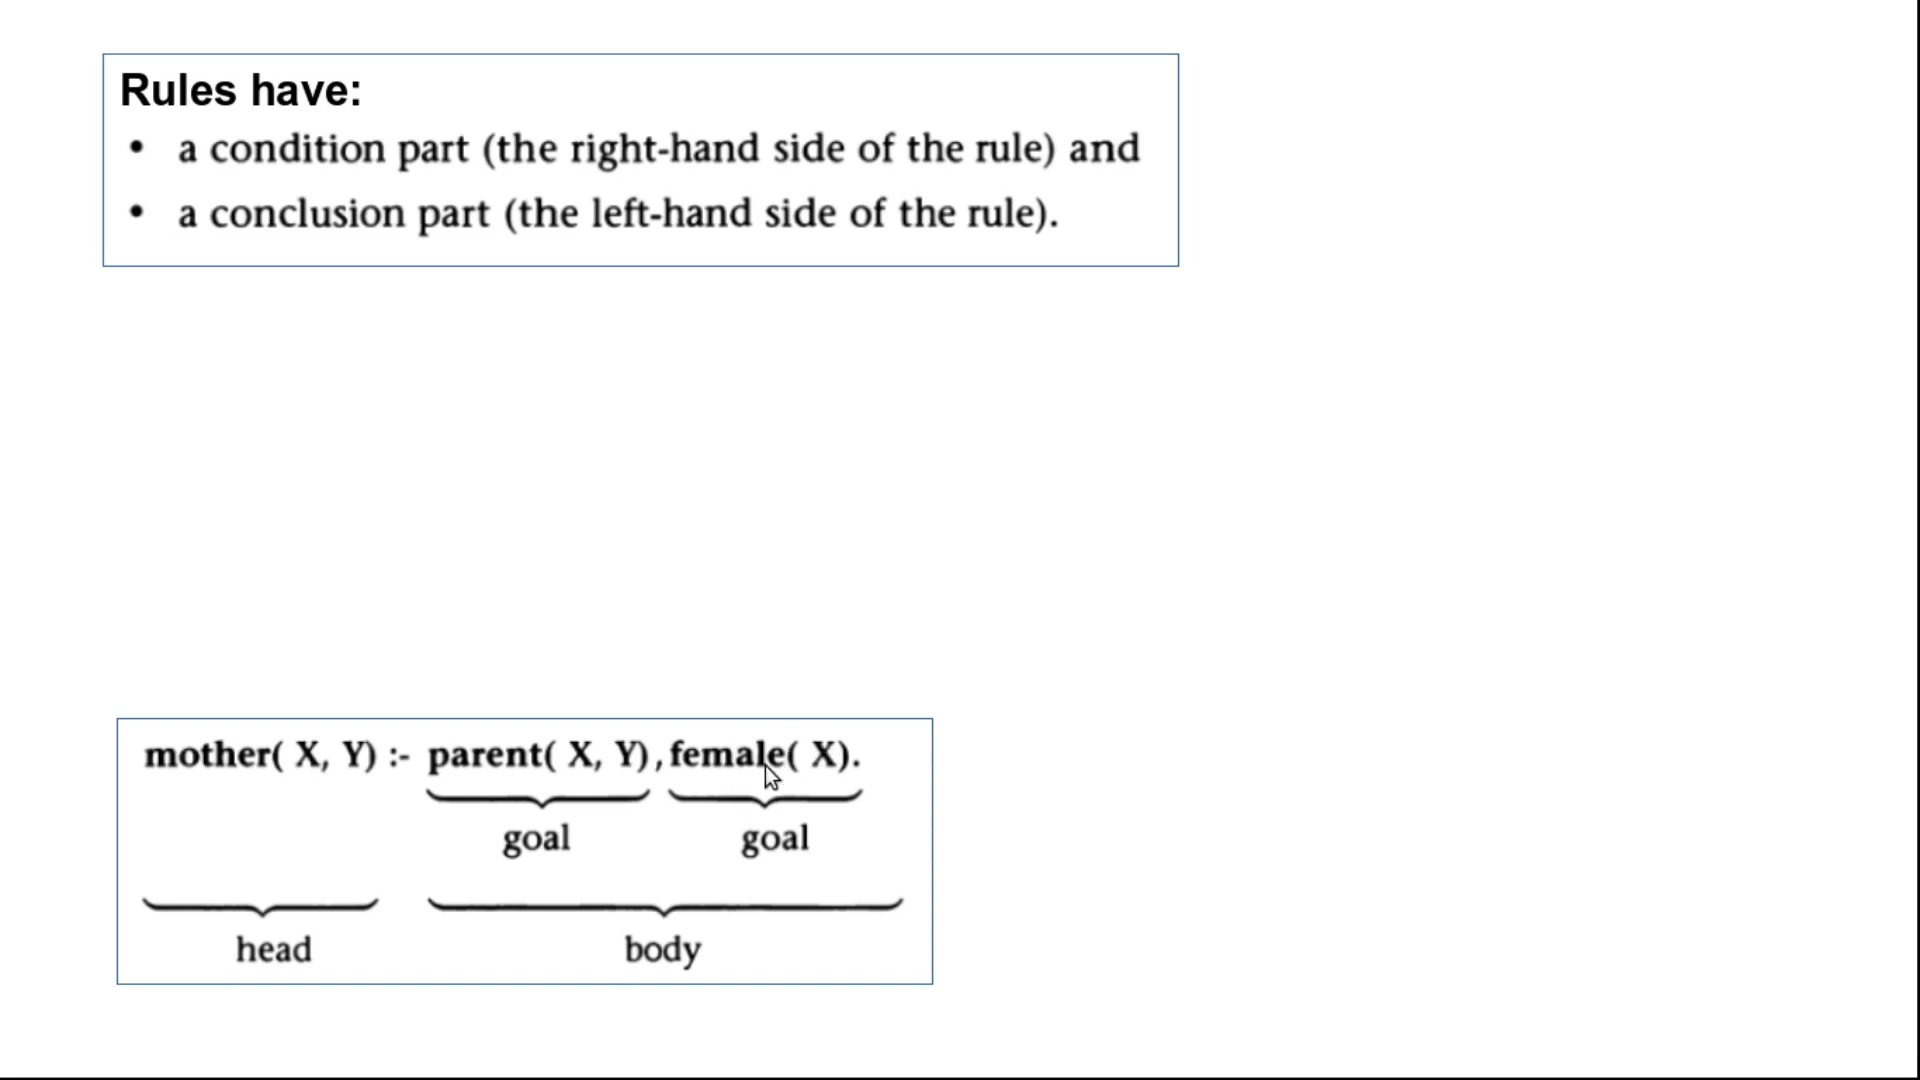 Rules have:
• a condition part (the right-hand side of the rule) and
• a conclusion part (the left-hand side of the rule).
mother( X, Y) :- parent( X, Y), female( X).
goal goal
head body